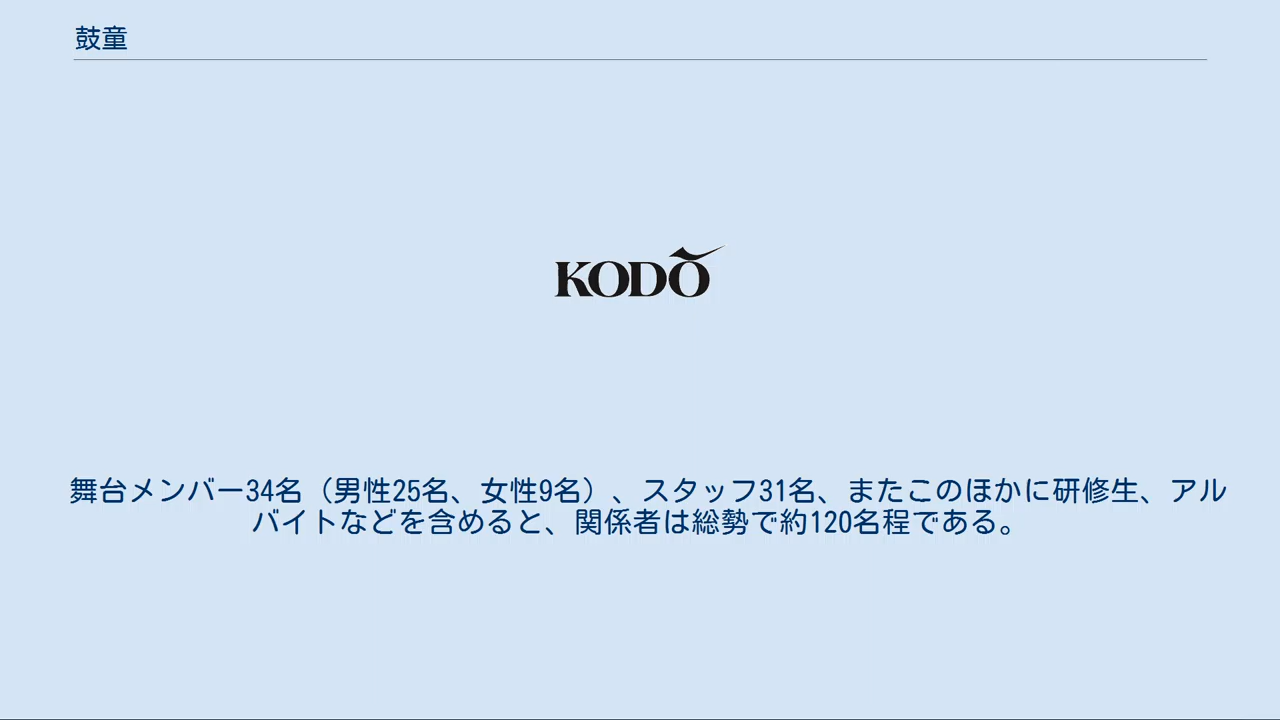 鼓童
KODŌ
舞台メンバー34名（男性25名、女性9名）、スタッフ31名、またこのほかに研修生、アル
バイトなどを含めると、関係者は総勢で約120名程である。